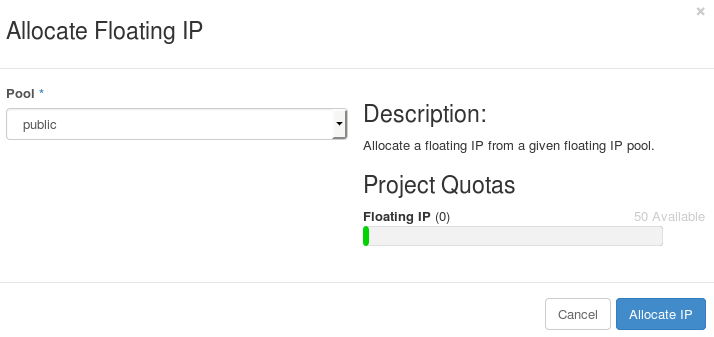 ×
Allocate Floating IP
Pool *
public
Description:
Allocate a floating IP from a given floating IP pool.
Project Quotas
Floating IP (0) 50 Available
Cancel Allocate IP